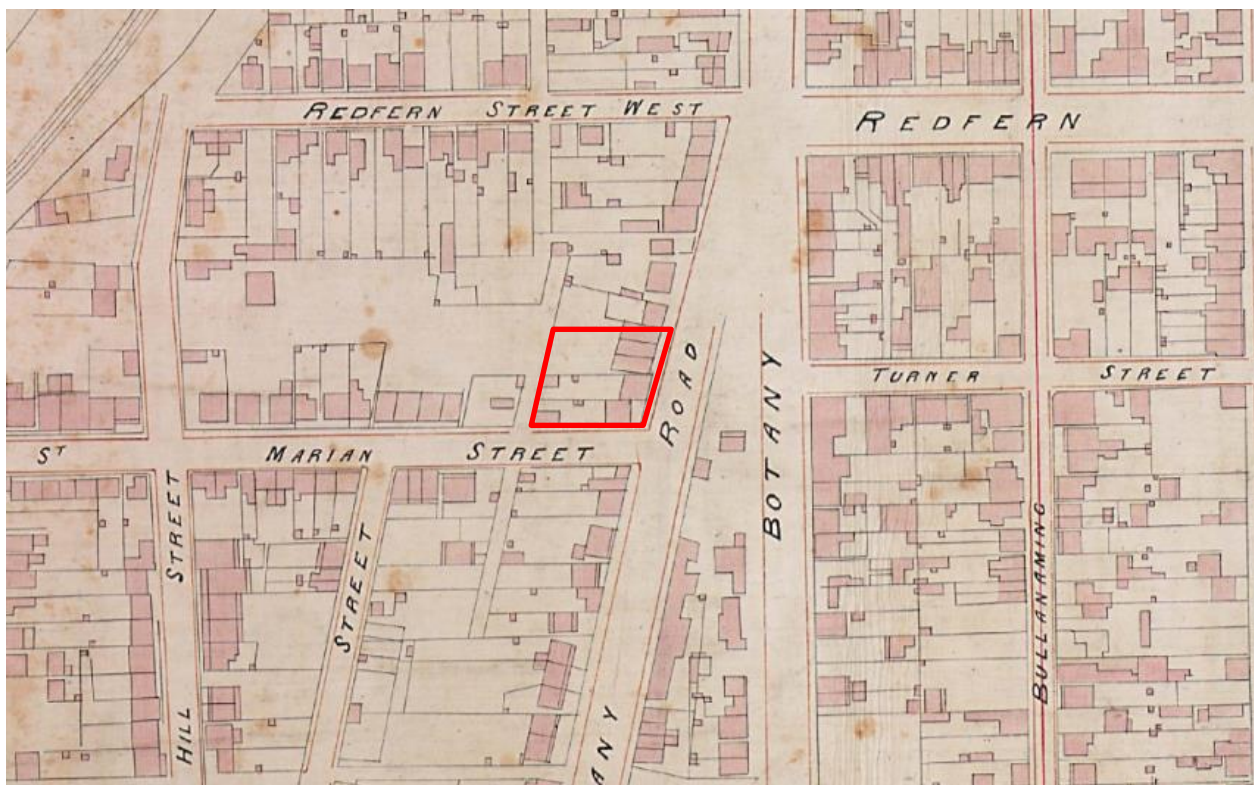 REDFERN STREET WEST
REDFERN
TURNER STREET
ROAD
BOTANY
ST
MARIAN STREET
STREET
HILL
STREET
BULLANAMING
ANY